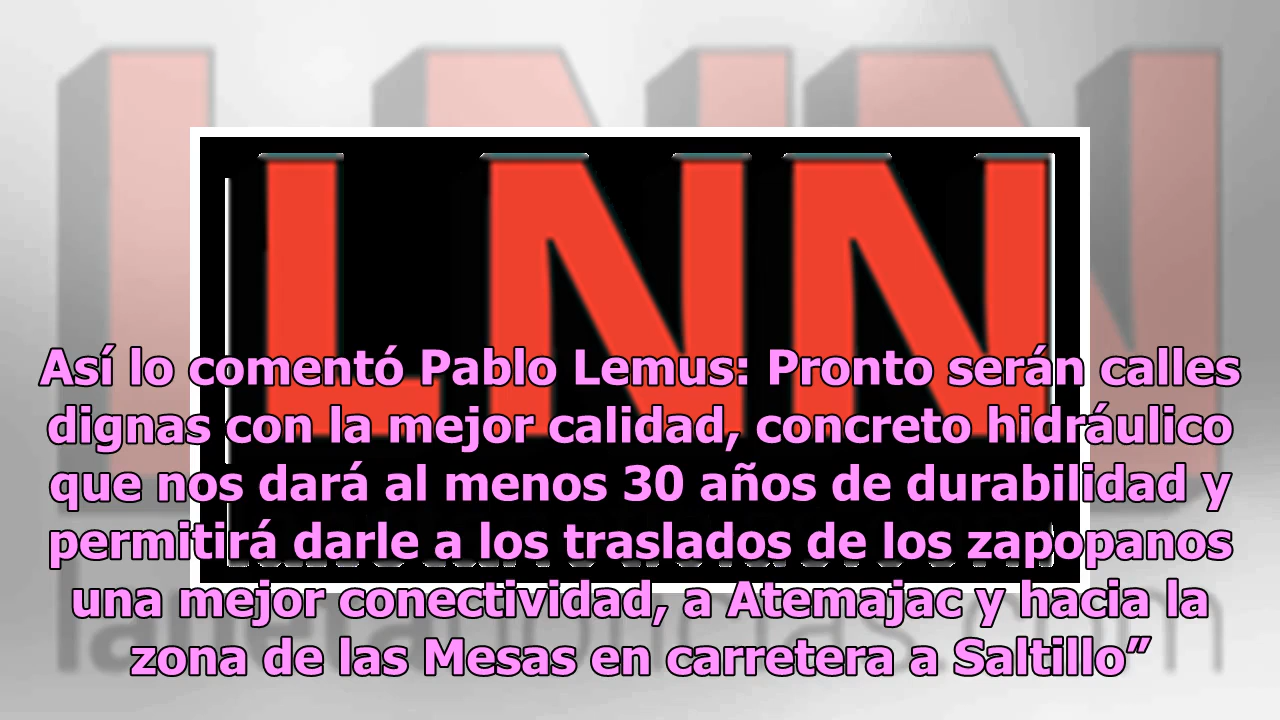 LNN
Así lo comentó Pablo Lemus: Pronto serán calles
dignas con la mejor calidad, concreto hidráulico
que nos dará al menos 30 años de durabilidad y
permitirá darle a los traslados de los zapopanos
una mejor conectividad, a Atemajac y hacia la
zona de las Mesas en carretera a Saltillo”